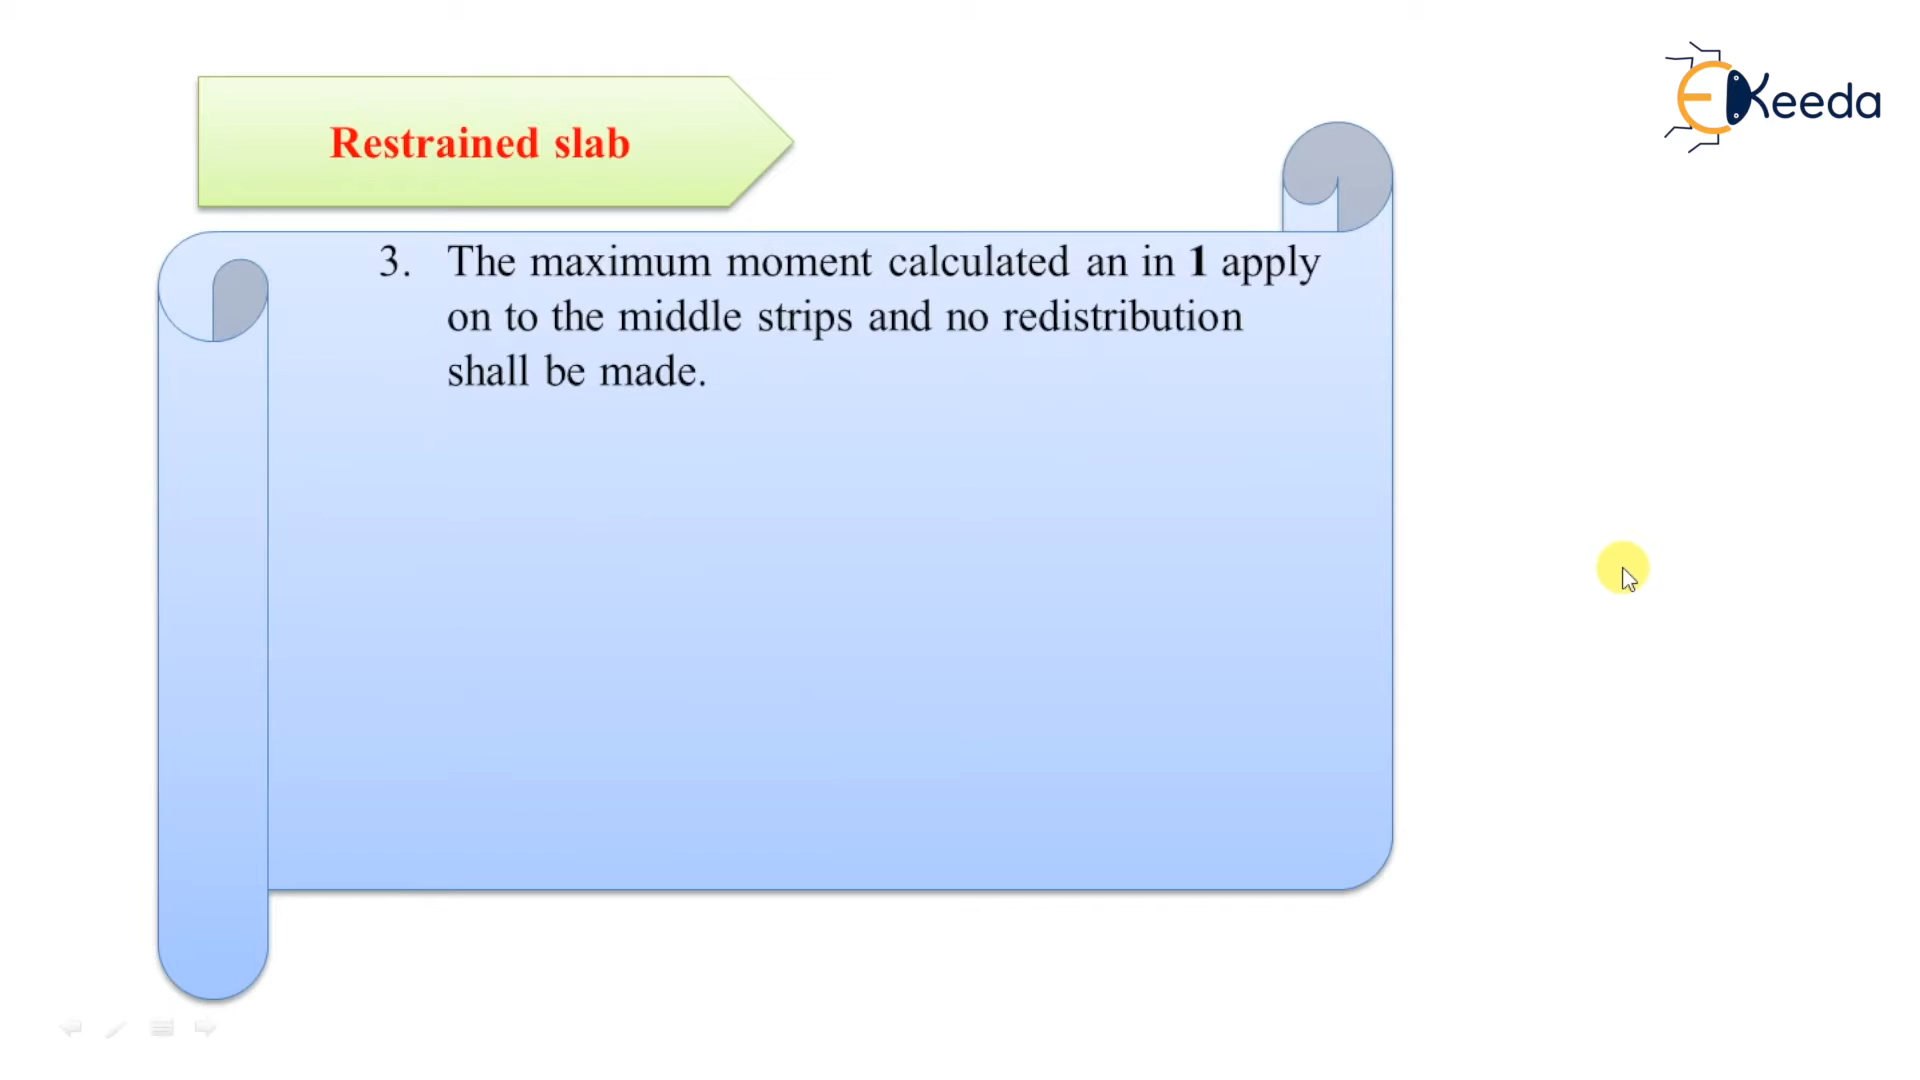 Restrained slab
EKeeda
3. The maximum moment calculated an in 1 apply
on to the middle strips and no redistribution
shall be made.